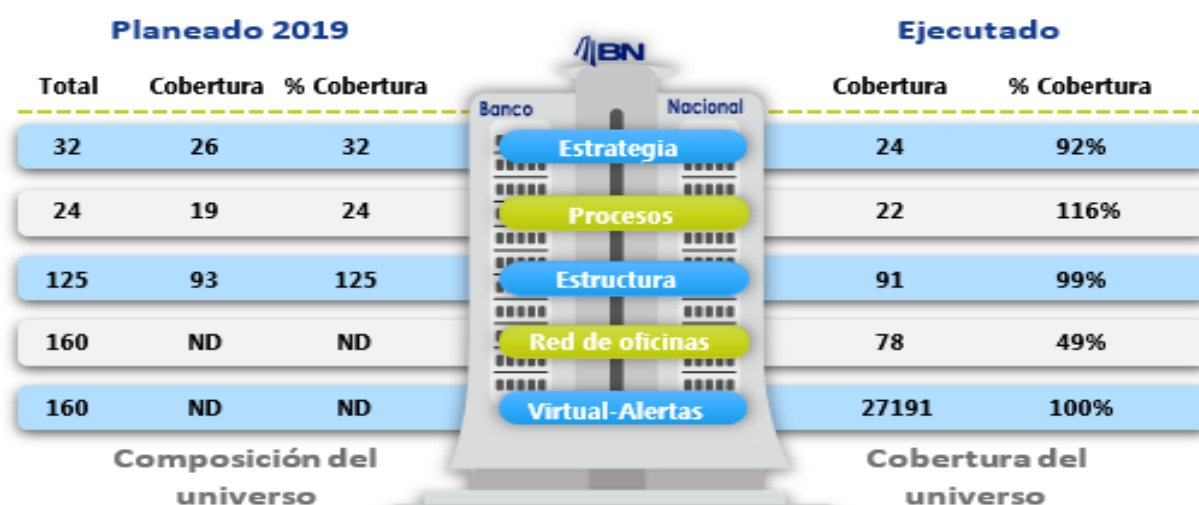 Planeado 2019
BN
Ejecutado
Total Cobertura % Cobertura
Banco Nacional
Cobertura % Cobertura
32 26 32 Estrategia 24 92%
24 19 24 Procesos 22 116%
125 93 125 Estructura 91 99%
160 ND ND Red de oficinas 78 49%
160 ND ND Virtual-Alertas 27191 100%
Composición del
universo
Cobertura del
universo